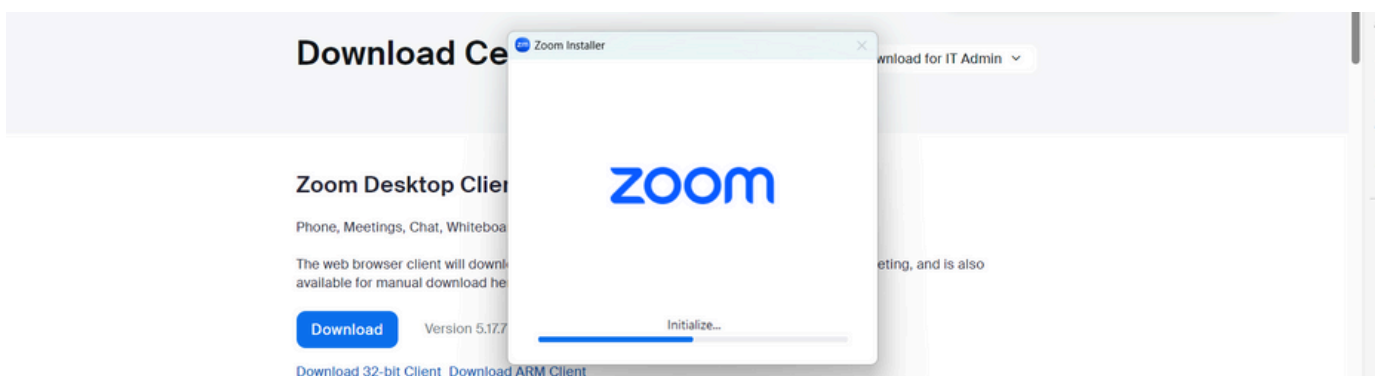 Download Ce
Zoom Installer
wnload for IT Admin
zoom
Zoom Desktop Clier
Phone, Meetings, Chat, Whiteboa
The web browser client will downl
eting, and is also
available for manual download he
Initialize...
Download
Version 5.17.7
Download 32-bit Client Download ARM Client